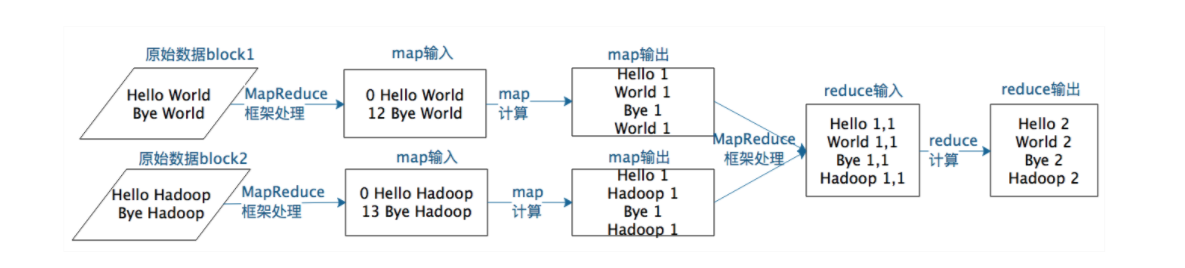 原始数据block1
Hello World
Bye World
MapReduce
框架处理
map输入
0 Hello World
12 Bye World
map
计算
map输出
Hello 1
World 1
Bye 1
World 1
原始数据block2
Hello Hadoop
Bye Hadoop
MapReduce
框架处理
map输入
0 Hello Hadoop
13 Bye Hadoop
map
计算
map输出
Hello 1
Hadoop 1
Bye 1
Hadoop 1
MapReduce
框架处理
reduce输入
Hello 1,1
World 1,1
Bye 1,1
Hadoop 1,1
reduce
计算
reduce输出
Hello 2
World 2
Bye 2
Hadoop 2